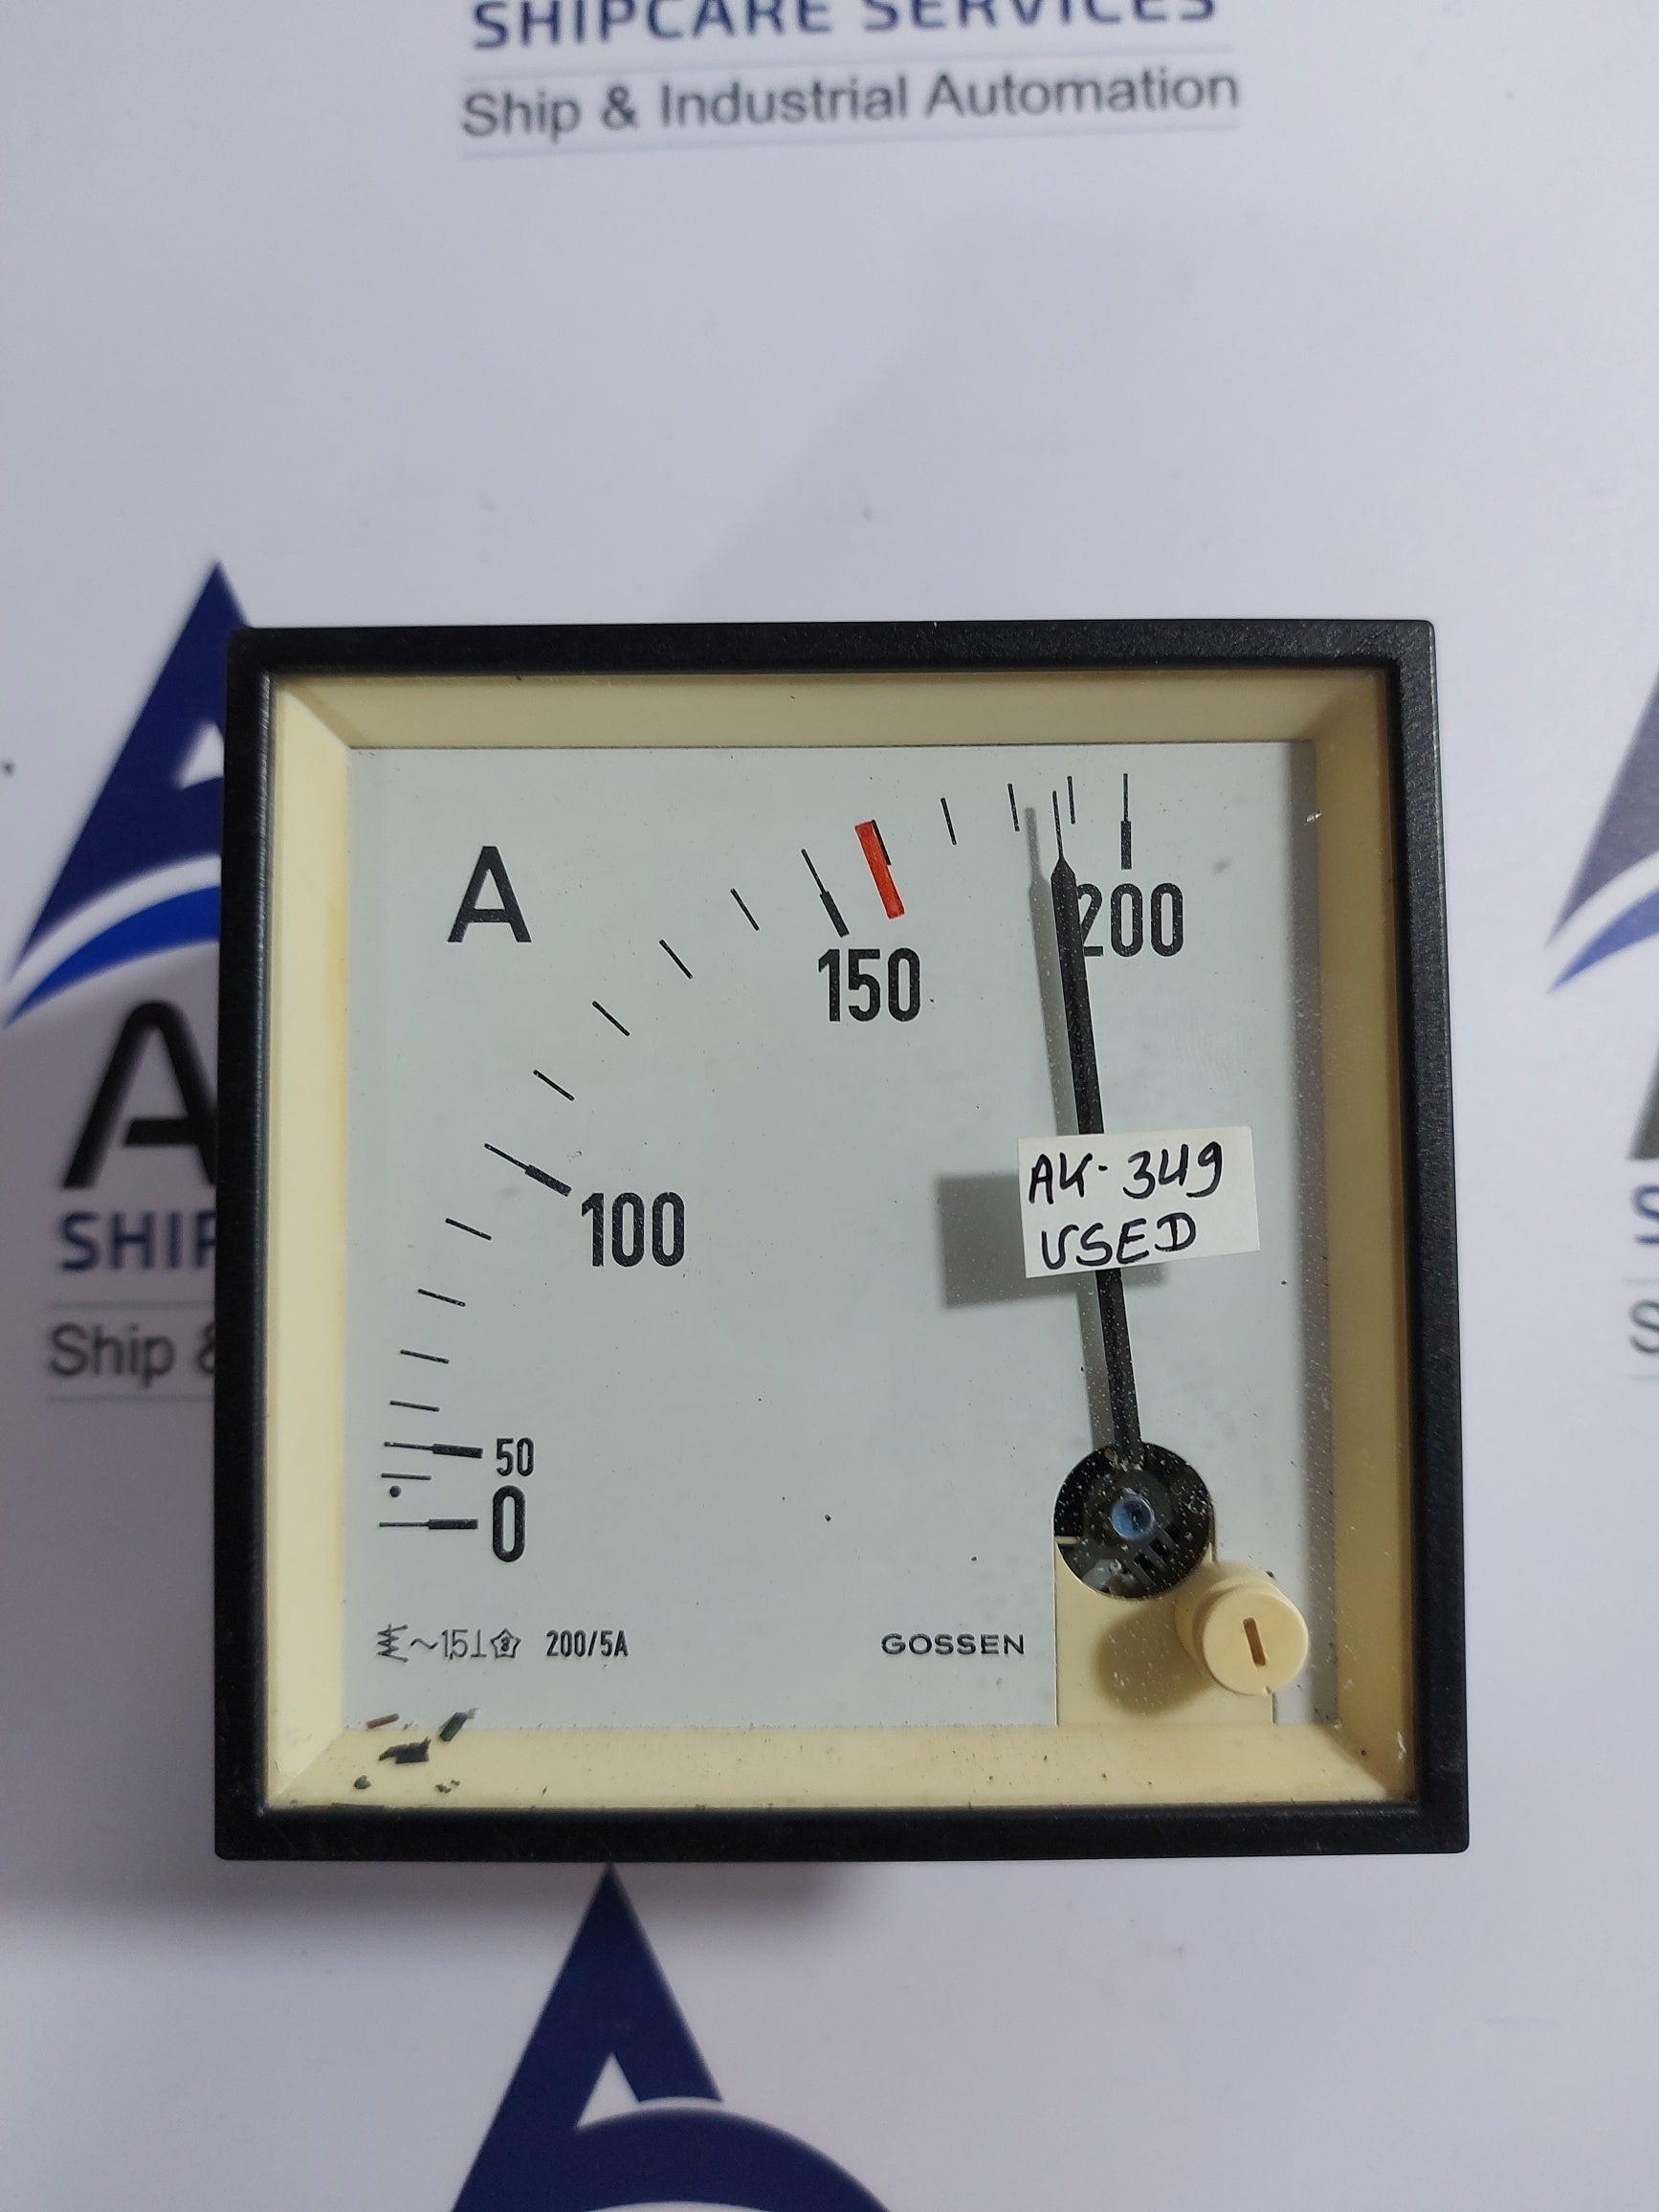 SHIPCARE SERVICES
Ship & Industrial Automation
A
200
150
100
50
0
AK-349
USED
~1,5⊥ 200/5A
GOSSEN
A
SHIP
Ship &